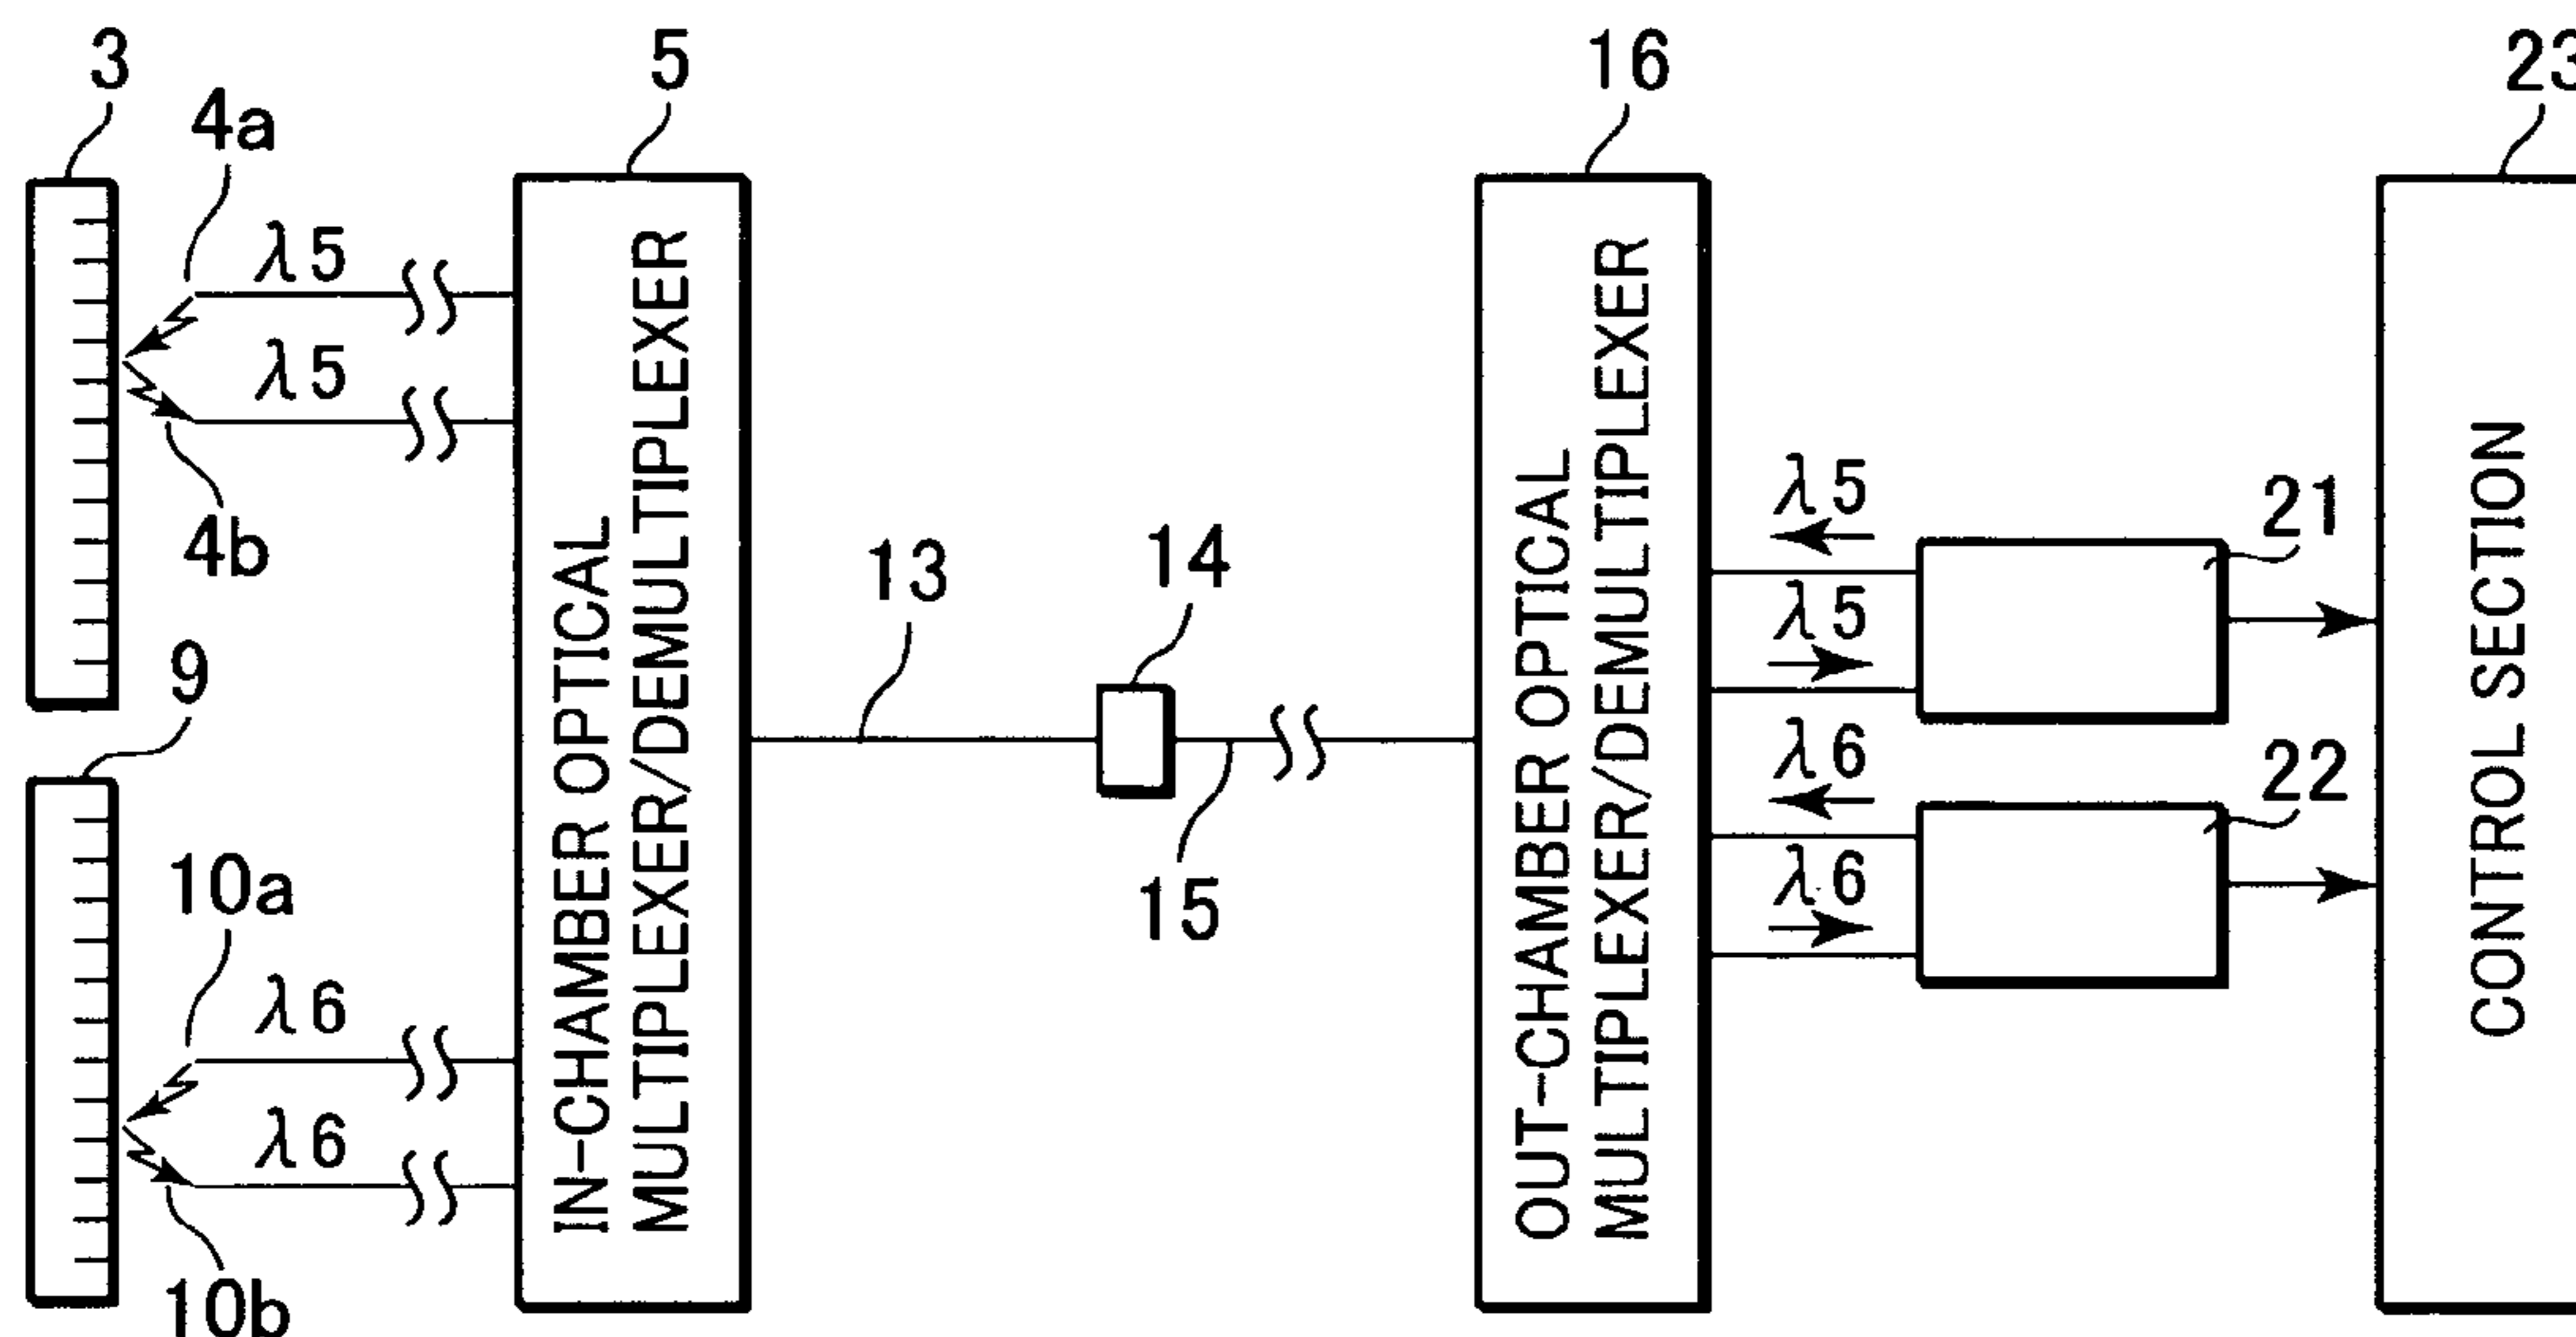 3
5
16
23
4a
λ5
λ5
4b
9
10a
λ6
λ6
10b
IN-CHAMBER OPTICAL
MULTIPLEXER/DEMULTIPLEXER
13
14
15
OUT-CHAMBER OPTICAL
MULTIPLEXER/DEMULTIPLEXER
λ5
λ5
λ6
λ6
21
22
CONTROL SECTION